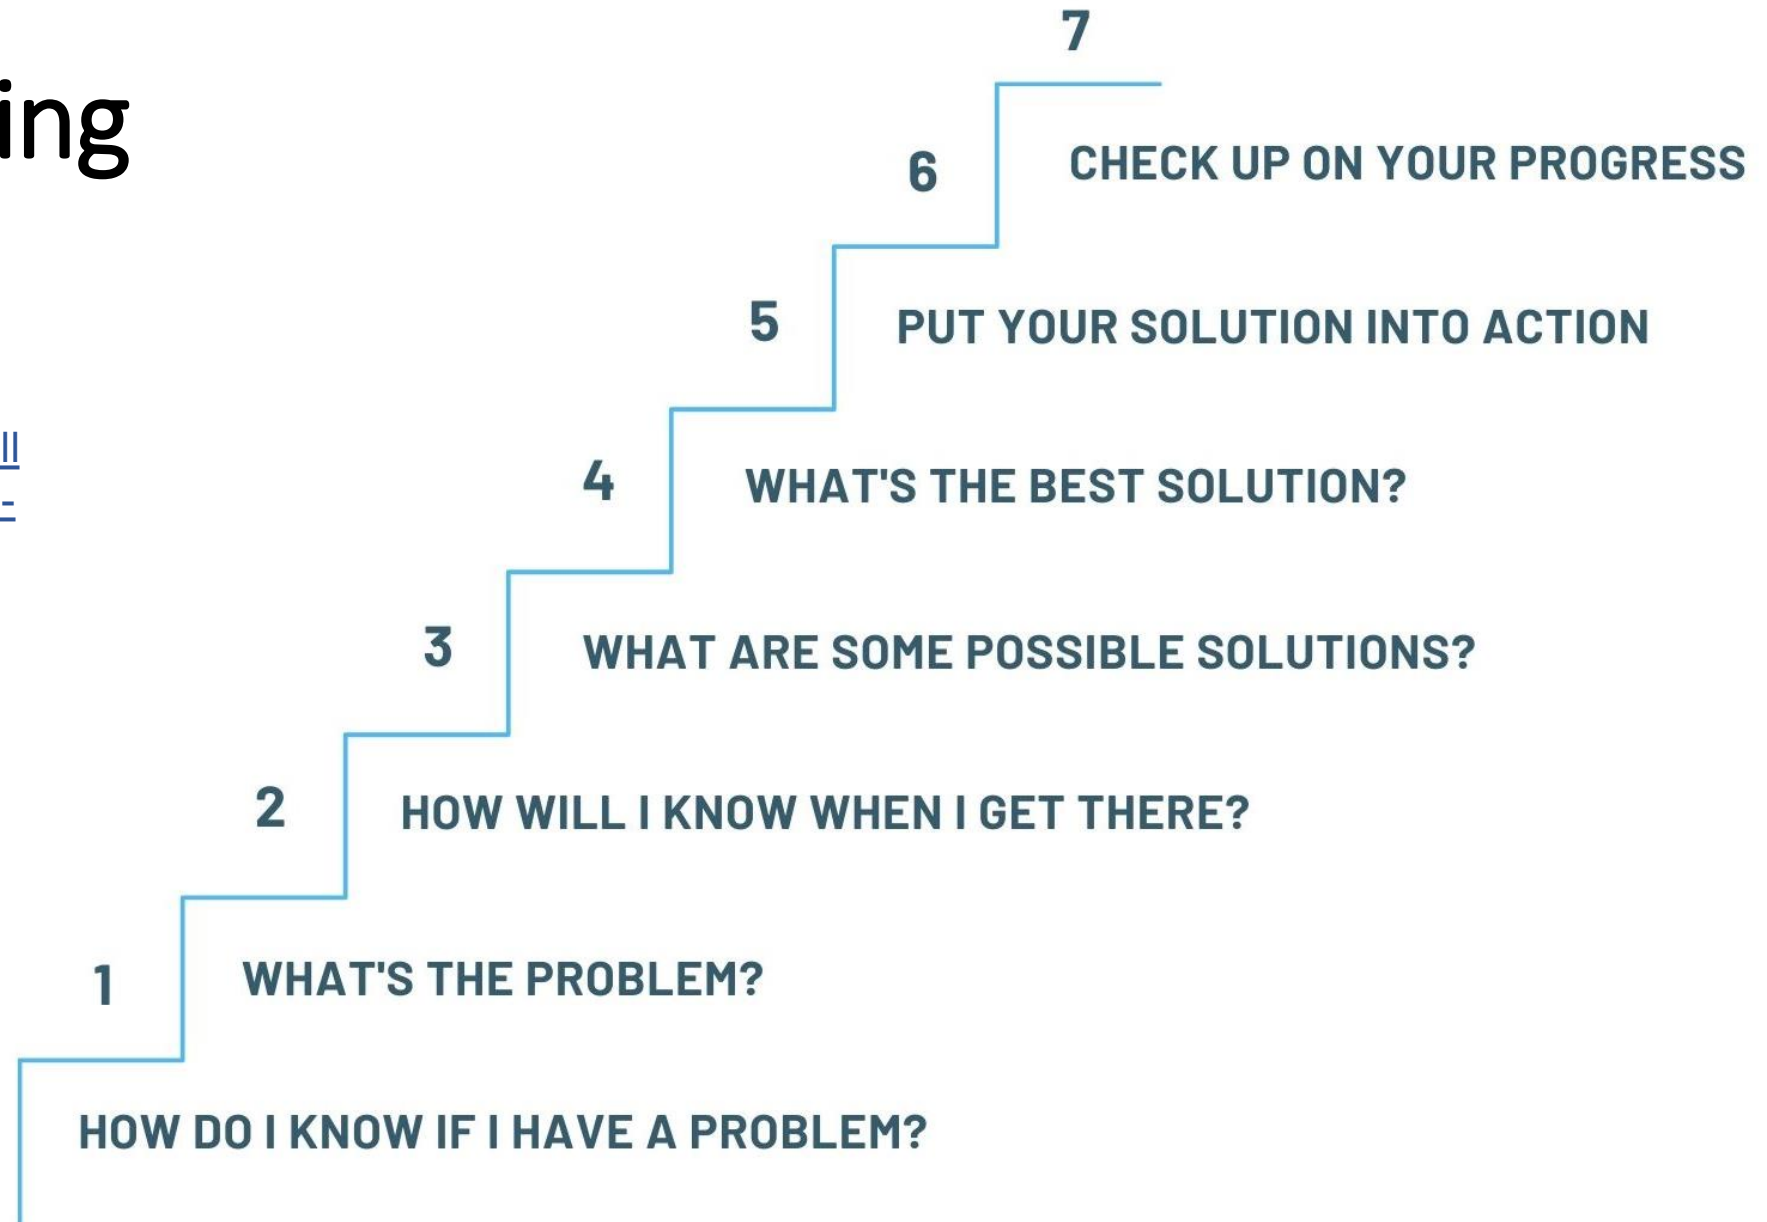 7
ing
6
CHECK UP ON YOUR PROGRESS
5
PUT YOUR SOLUTION INTO ACTION
ll
-
4
WHAT'S THE BEST SOLUTION?
3
WHAT ARE SOME POSSIBLE SOLUTIONS?
2
HOW WILL I KNOW WHEN I GET THERE?
1
WHAT'S THE PROBLEM?
HOW DO I KNOW IF I HAVE A PROBLEM?